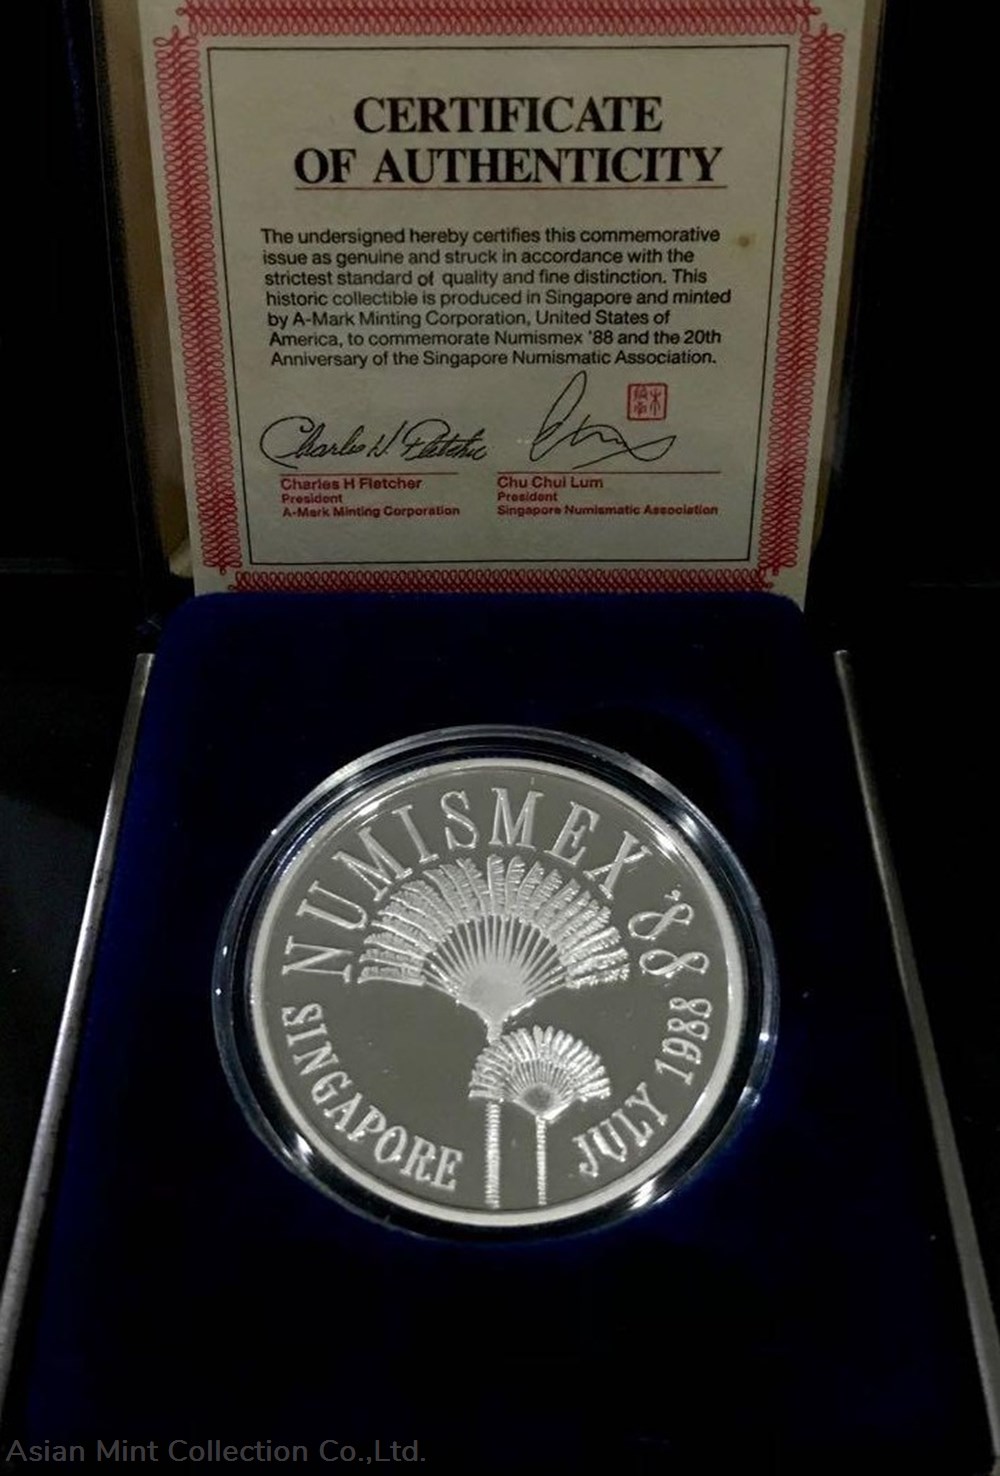 CERTIFICATE
OF AUTHENTICITY
The undersigned hereby certifies this commemorative
issue as genuine and struck in accordance with the
strictest standard of quality and fine distinction. This
historic collectible is produced in Singapore and minted
by A-Mark Minting Corporation, United States of
America, to commemorate Numismex '88 and the 20th
Anniversary of the Singapore Numismatic Association.
Charles H. Fletcher
Charles H Fletcher
President
A-Mark Minting Corporation
Chu Chui Lum
President
Singapore Numismatic Association
NUMISMEX '88
SINGAPORE
JULY 1988
Asian Mint Collection Co.,Ltd.